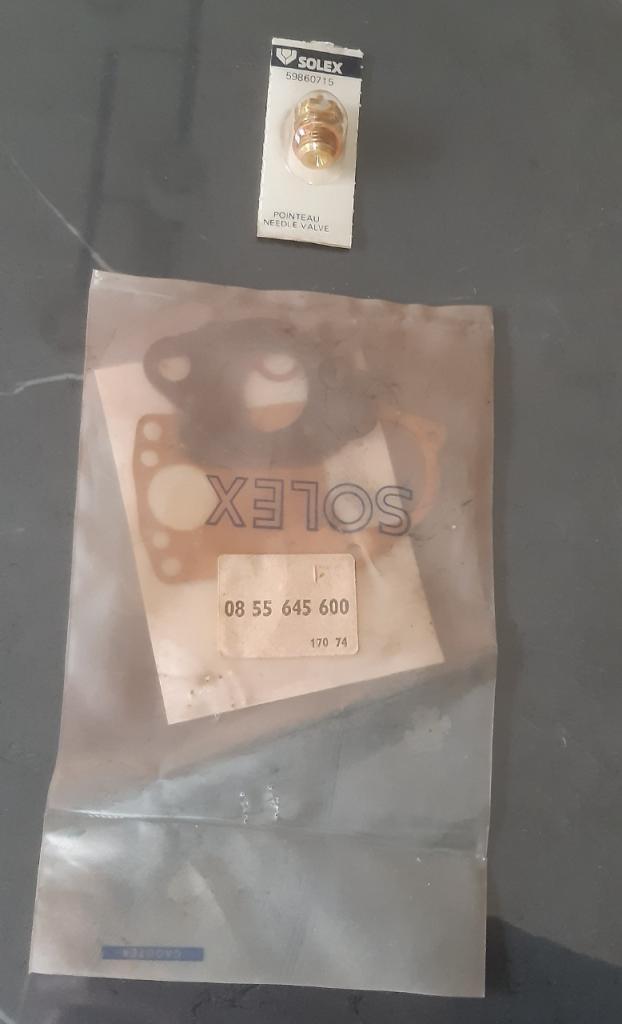 SOLEX
59860715
POINTEAU
NEEDLE VALVE
SOLEX
08 55 645 600
170 74